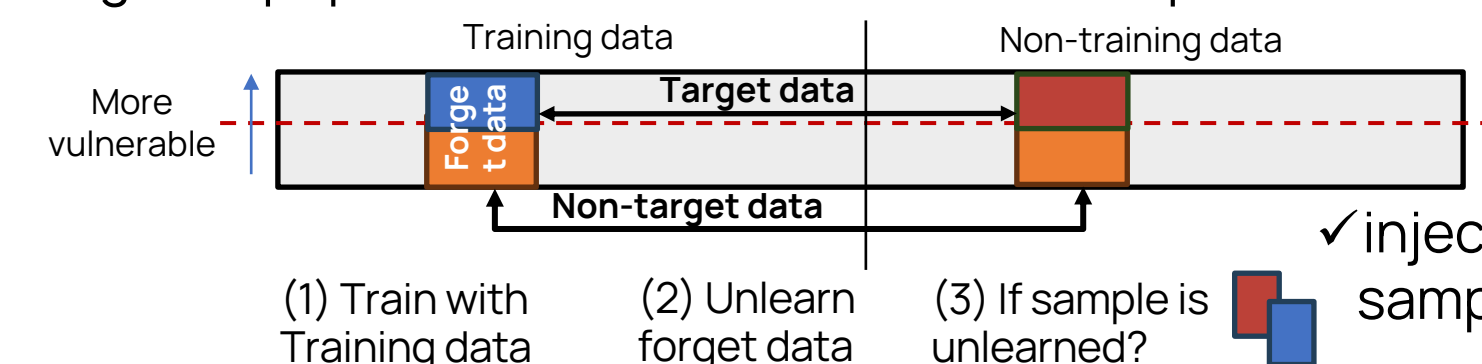 Training data
Non-training data
More
vulnerable
Forge
t data
Target data
Non-target data
✓injec
samp
(1) Train with
Training data
(2) Unlearn
forget data
(3) If sample is
unlearned?